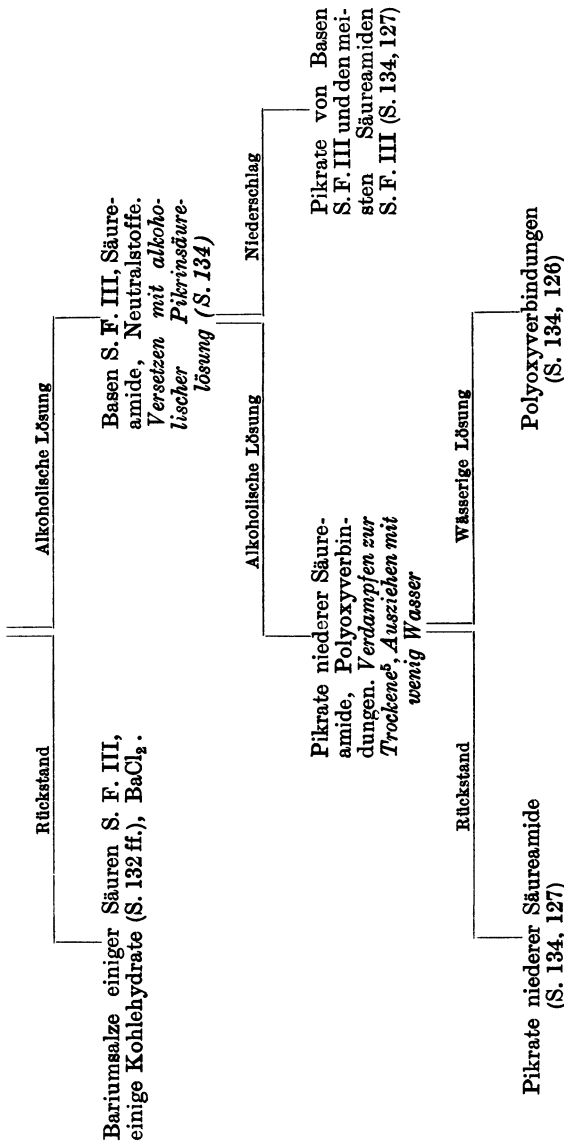 Rückstand
Alkoholische Lösung
Bariumsalze einiger Säuren S. F. III,
einige Kohlehydrate (S. 132 ff.), BaCl₂.
Basen S. F. III, Säure-
amide, Neutralstoffe.
Versetzen mit alkoho-
lischer Pikrinsäure-
lösung (S. 134)
Alkoholische Lösung
Niederschlag
Pikrate niederer Säure-
amide, Polyoxyverbin-
dungen. Verdampfen zur
Trockene⁵, Ausziehen mit
wenig Wasser
Pikrate von Basen
S. F. III und den mei-
sten Säureamiden
S. F. III (S. 134, 127)
Rückstand
Wässerige Lösung
Pikrate niederer Säureamide
(S. 134, 127)
Polyoxyverbindungen
(S. 134, 126)